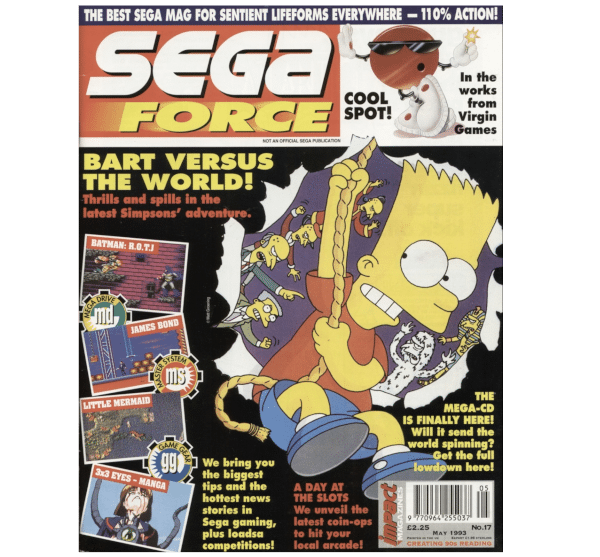 THE BEST SEGA MAG FOR SENTIENT LIFEFORMS EVERYWHERE — 110% ACTION!
SEGA
FORCE
NOT AN OFFICIAL SEGA PUBLICATION
COOL
SPOT!
In the
works
from
Virgin
Games
BART VERSUS
THE WORLD!
Thrills and spills in the
latest Simpsons' adventure.
BATMAN: R.O.T.J
MEGA DRIVE
md
JAMES BOND
MASTER SYSTEM
ms
LITTLE MERMAID
GAME GEAR
gg
3x3 EYES - MANGA
We bring you
the biggest
tips and the
hottest news
stories in
Sega gaming,
plus loadsa
competitions!
A DAY AT
THE SLOTS
We unveil the
latest coin-ops
to hit your
local arcade!
THE
MEGA-CD
IS FINALLY HERE!
Will it send the
world spinning?
Get the full
lowdown here!
impact
MAGAZINES
05
9 770964 255037
£2.25
No.17
MAY 1993
CREATING 90s READING